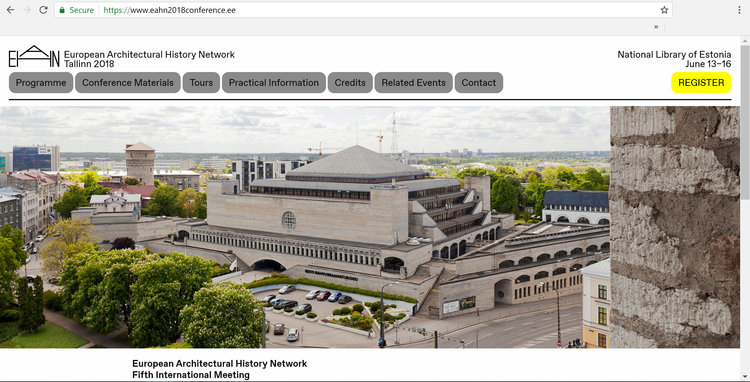 Secure
https://www.eahn2018conference.ee
»
EAHN
European Architectural History Network
Tallinn 2018
National Library of Estonia
June 13–16
Programme
Conference Materials
Tours
Practical Information
Credits
Related Events
Contact
REGISTER
European Architectural History Network
Fifth International Meeting